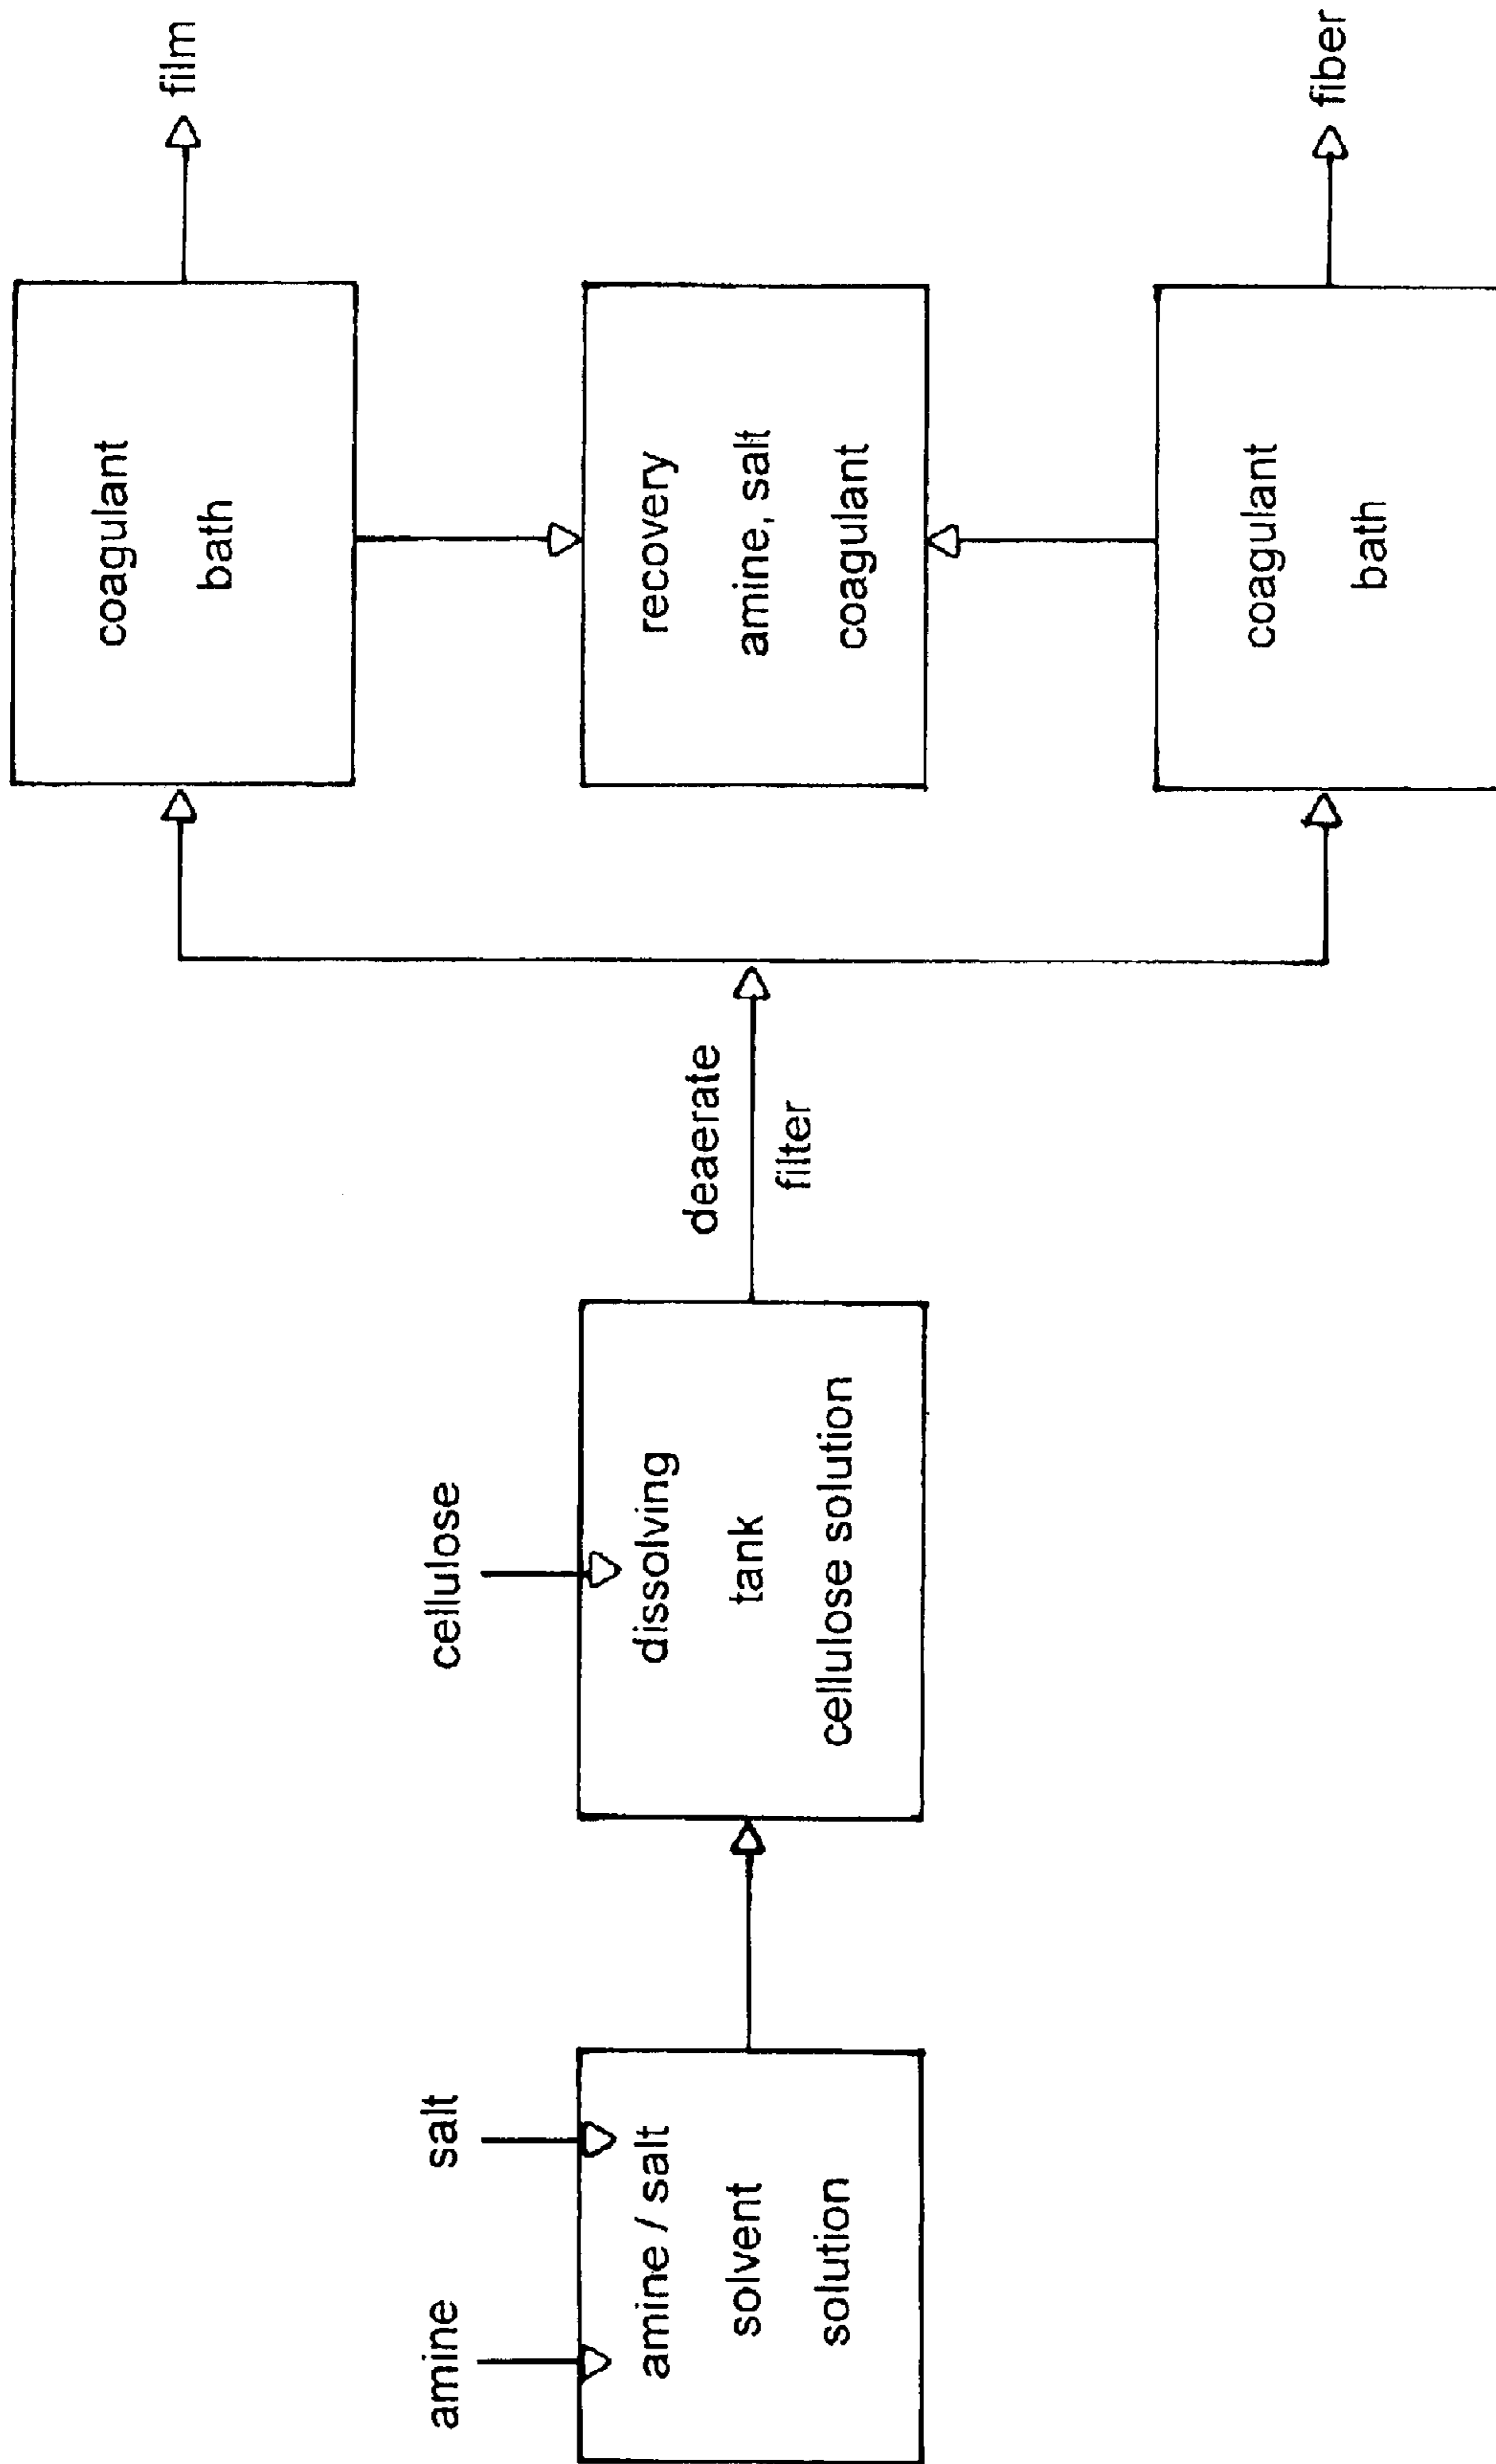 amine
salt
amine / salt
solvent
solution
cellulose
dissolving
tank
cellulose solution
deaerate
filter
coagulant
bath
film
recovery
amine, salt
coagulant
coagulant
bath
fiber